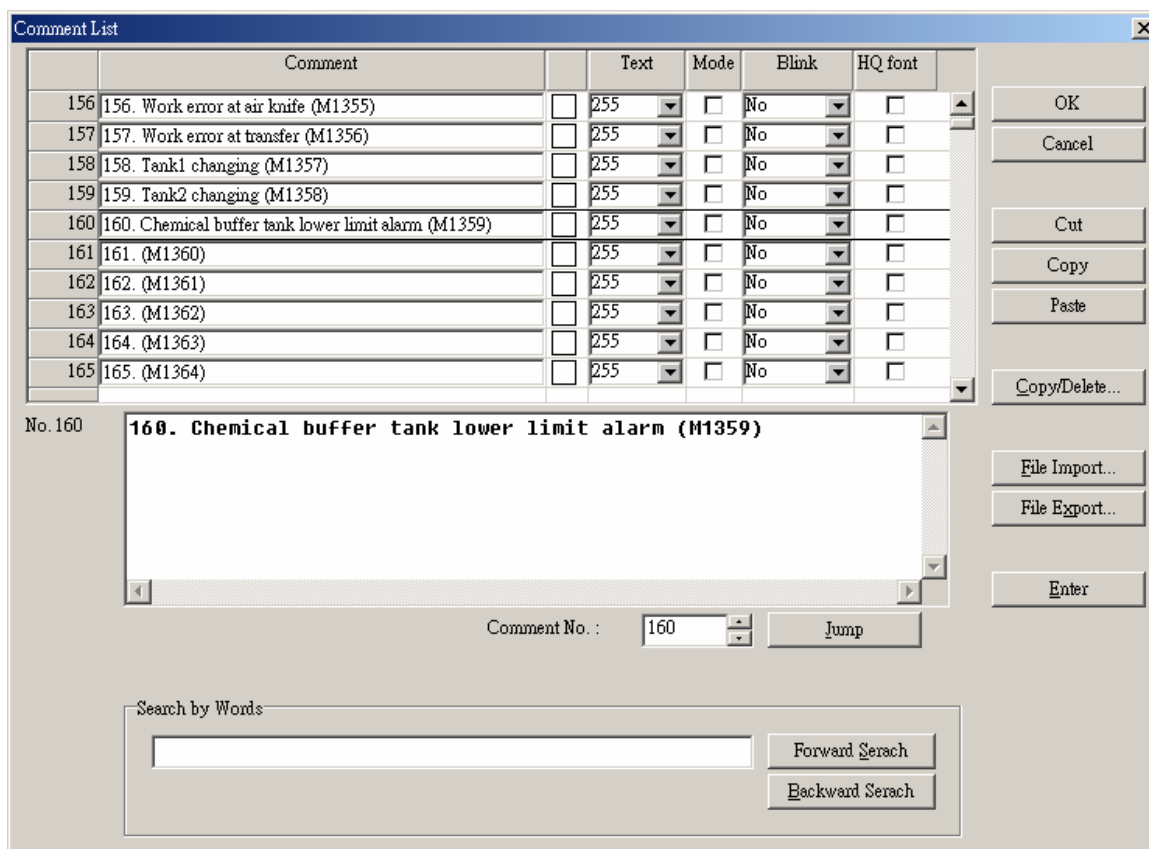 Comment List
Comment Text Mode Blink HQ font
156 156. Work error at air knife (M1355) 255 No
157 157. Work error at transfer (M1356) 255 No
158 158. Tank1 changing (M1357) 255 No
159 159. Tank2 changing (M1358) 255 No
160 160. Chemical buffer tank lower limit alarm (M1359) 255 No
161 161. (M1360) 255 No
162 162. (M1361) 255 No
163 163. (M1362) 255 No
164 164. (M1363) 255 No
165 165. (M1364) 255 No
OK
Cancel
Cut
Copy
Paste
Copy/Delete...
No. 160 160. Chemical buffer tank lower limit alarm (M1359)
File Import...
File Export...
Enter
Comment No. : 160 Jump
Search by Words
Forward Serach
Backward Serach